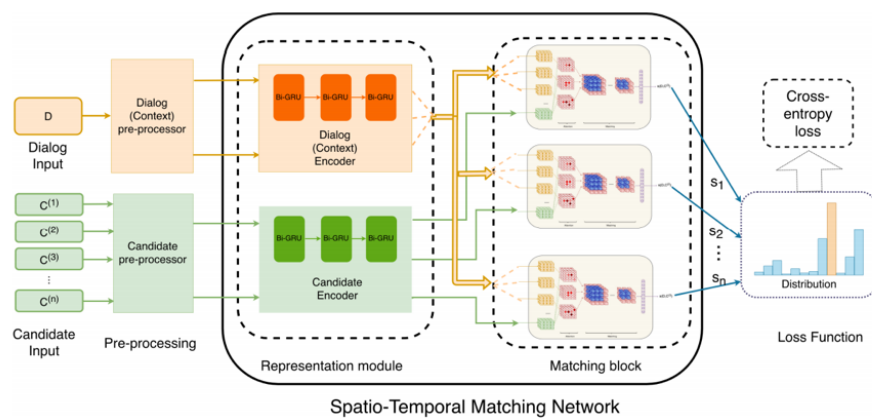 D
Dialog
Input
C(1)
C(2)
C(3)
⋮
C(n)
Candidate
Input
Dialog
(Context)
pre-processor
Candidate
pre-processor
Pre-processing
Bi-GRU
Bi-GRU
Bi-GRU
Dialog
(Context)
Encoder
Bi-GRU
Bi-GRU
Bi-GRU
Candidate
Encoder
Representation module
Matching block
s1
s2
⋮
sn
Cross-
entropy
loss
Distribution
Loss Function
Spatio-Temporal Matching Network